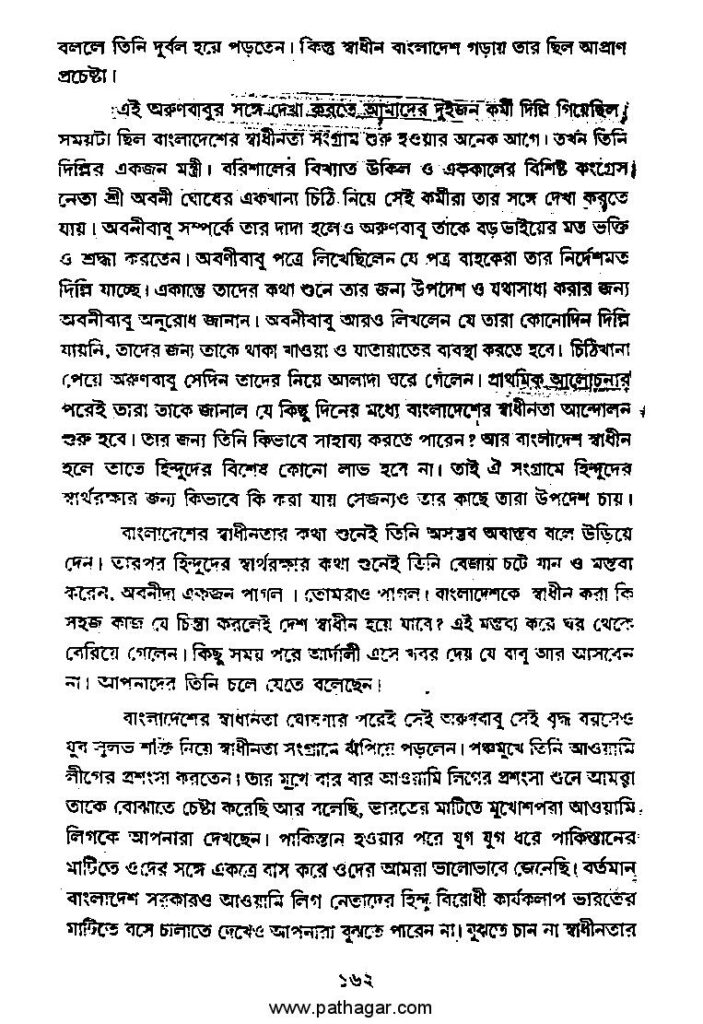 বললে তিনি দুর্বল হয়ে পড়তেন। কিন্তু স্বাধীন বাংলাদেশ গড়ায় তার ছিল আপ্রাণ
প্রচেষ্টা।
এই অরুণবাবুর সঙ্গে দেখা করতে আমাদের দুইজন কর্মী দিল্লি গিয়েছিল,
সময়টা ছিল বাংলাদেশের স্বাধীনতা সংগ্রাম শুরু হওয়ার অনেক আগে। তখন তিনি
দিল্লির একজন মন্ত্রী। বরিশালের বিখ্যাত উকিল ও এককালের বিশিষ্ট কংগ্রেস
নেতা শ্রী অবনী ঘোষের একখানা চিঠি নিয়ে সেই কর্মীরা তার সঙ্গে দেখা করতে
যায়। অবনীবাবু সম্পর্কে তার দাদা হলেও অরুণবাবু তাকে বড়ভাইয়ের মত ভক্তি
ও শ্রদ্ধা করতেন। অবণীবাবু পত্রে লিখেছিলেন যে পত্র বাহকেরা তার নির্দেশমত
দিল্লি যাচ্ছে। একান্তে তাদের কথা শুনে তার জন্য উপদেশ ও যথাসাধ্য করার জন্য
অবনীবাবু অনুরোধ জানান। অবনীবাবু আরও লিখলেন যে তারা কোনোদিন দিল্লি
যায়নি, তাদের জন্য তাকে থাকা খাওয়া ও যাতায়াতের ব্যবস্থা করতে হবে। চিঠিখানা
পেয়ে অরুণবাবু সেদিন তাদের নিয়ে আলাদা ঘরে গেলেন। প্রাথমিক আলোচনার
পরেই তারা তাকে জানাল যে কিছু দিনের মধ্যে বাংলাদেশের স্বাধীনতা আন্দোলন
শুরু হবে। তার জন্য তিনি কিভাবে সাহায্য করতে পারেন? আর বাংলাদেশ স্বাধীন
হলে তাতে হিন্দুদের বিশেষ কোনো লাভ হবে না। তাই ঐ সংগ্রামে হিন্দুদের
স্বার্থরক্ষার জন্য কিভাবে কি করা যায় সেজন্যও তার কাছে তারা উপদেশ চায়।
বাংলাদেশের স্বাধীনতার কথা শুনেই তিনি অসম্ভব অবাস্তব বলে উড়িয়ে
দেন। তারপর হিন্দুদের স্বার্থরক্ষার কথা শুনেই তিনি বেজায় চটে যান ও মন্তব্য
করেন, অবনীদা একজন পাগল । তোমরাও পাগল। বাংলাদেশকে স্বাধীন করা কি
সহজ কাজ যে চিন্তা করলেই দেশ স্বাধীন হয়ে যাবে? এই মন্তব্য করে ঘর থেকে
বেরিয়ে গেলেন। কিছু সময় পরে আর্দালী এসে খবর দেয় যে বাবু আর আসবেন
না। আপনাদের তিনি চলে যেতে বলেছেন।
বাংলাদেশের স্বাধীনতা ঘোষণার পরেই সেই অরুণবাবু সেই বৃদ্ধ বয়সেও
যুব সুলভ শক্তি নিয়ে স্বাধীনতা সংগ্রামে ঝাঁপিয়ে পড়লেন। পঞ্চমুখে তিনি আওয়ামি
লীগের প্রশংসা করতেন। তার মুখে বার বার আওয়ামি লিগের প্রশংসা শুনে আমরা
তাকে বোঝাতে চেষ্টা করেছি আর বলেছি, ভারতের মাটিতে মুখোশপরা আওয়ামি
লিগকে আপনারা দেখছেন। পাকিস্তান হওয়ার পরে যুগ যুগ ধরে পাকিস্তানের
মাটিতে ওদের সঙ্গে একত্রে বাস করে ওদের আমরা ভালোভাবে জেনেছি। বর্তমান
বাংলাদেশ সরকারও আওয়ামি লিগ নেতাদের হিন্দু বিরোধী কার্যকলাপ ভারতের
মাটিতে বসে চালাতে দেখেও আপনারা বুঝতে পারেন না। বুঝতে চান না স্বাধীনতার
১৬২
www.pathagar.com